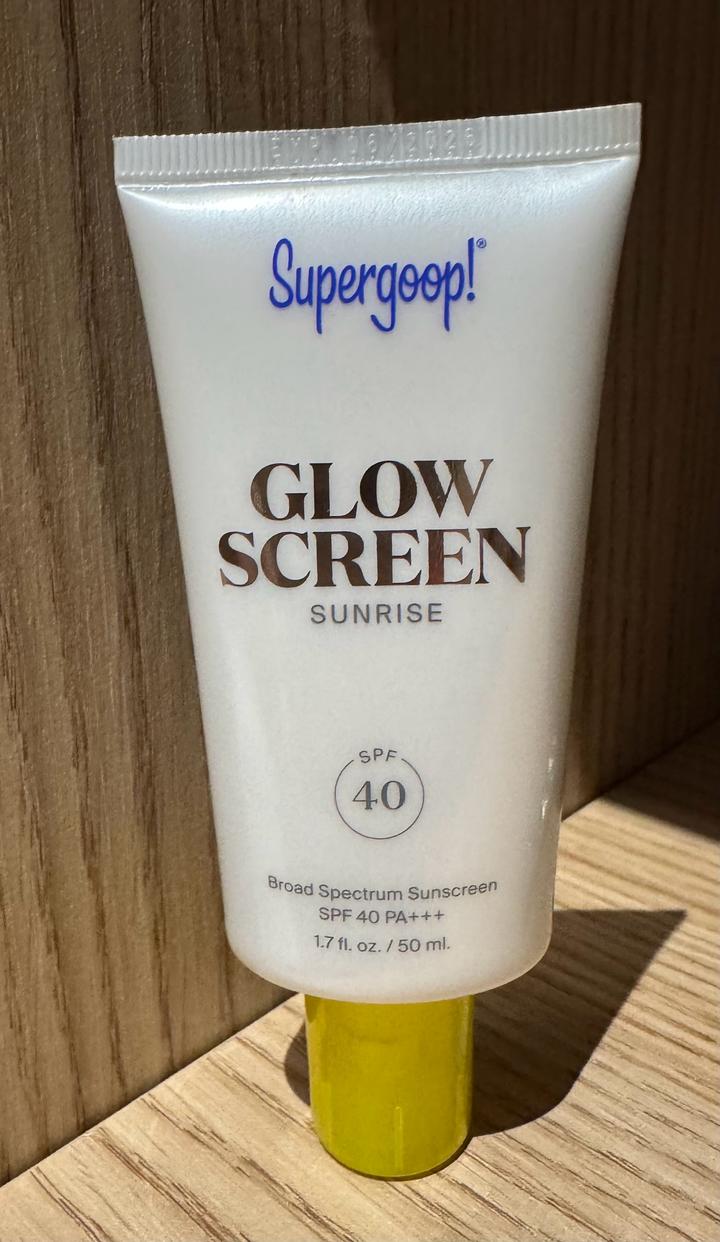 Supergoop!®
GLOW
SCREEN
SUNRISE
SPF
40
Broad Spectrum Sunscreen
SPF 40 PA+++
1.7 fl. oz. / 50 ml.